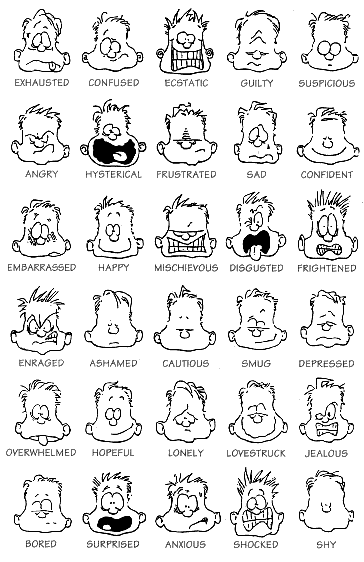 EXHAUSTED CONFUSED ECSTATIC GUILTY SUSPICIOUS
ANGRY HYSTERICAL FRUSTRATED SAD CONFIDENT
EMBARRASSED HAPPY MISCHIEVOUS DISGUSTED FRIGHTENED
ENRAGED ASHAMED CAUTIOUS SMUG DEPRESSED
OVERWHELMED HOPEFUL LONELY LOVESTRUCK JEALOUS
BORED SURPRISED ANXIOUS SHOCKED SHY